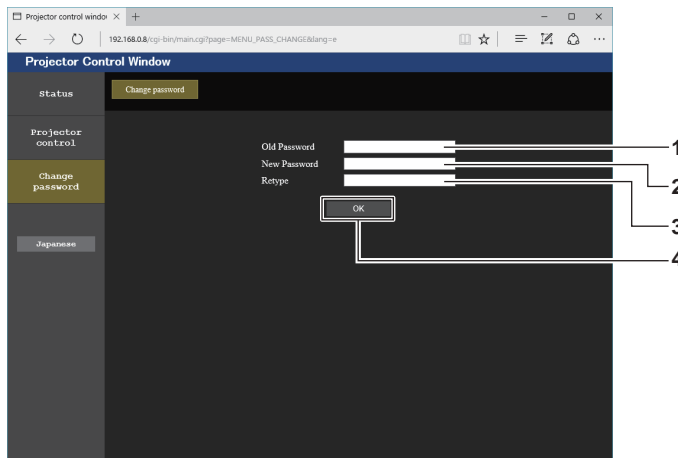 Projector control windo
192.168.0.8/cgi-bin/main.cgi?page=MENU_PASS_CHANGE&lang=e
Projector Control Window
Status
Change password
Projector
control
Change
password
Japanese
Old Password
New Password
Retype
OK
1
2
3
4